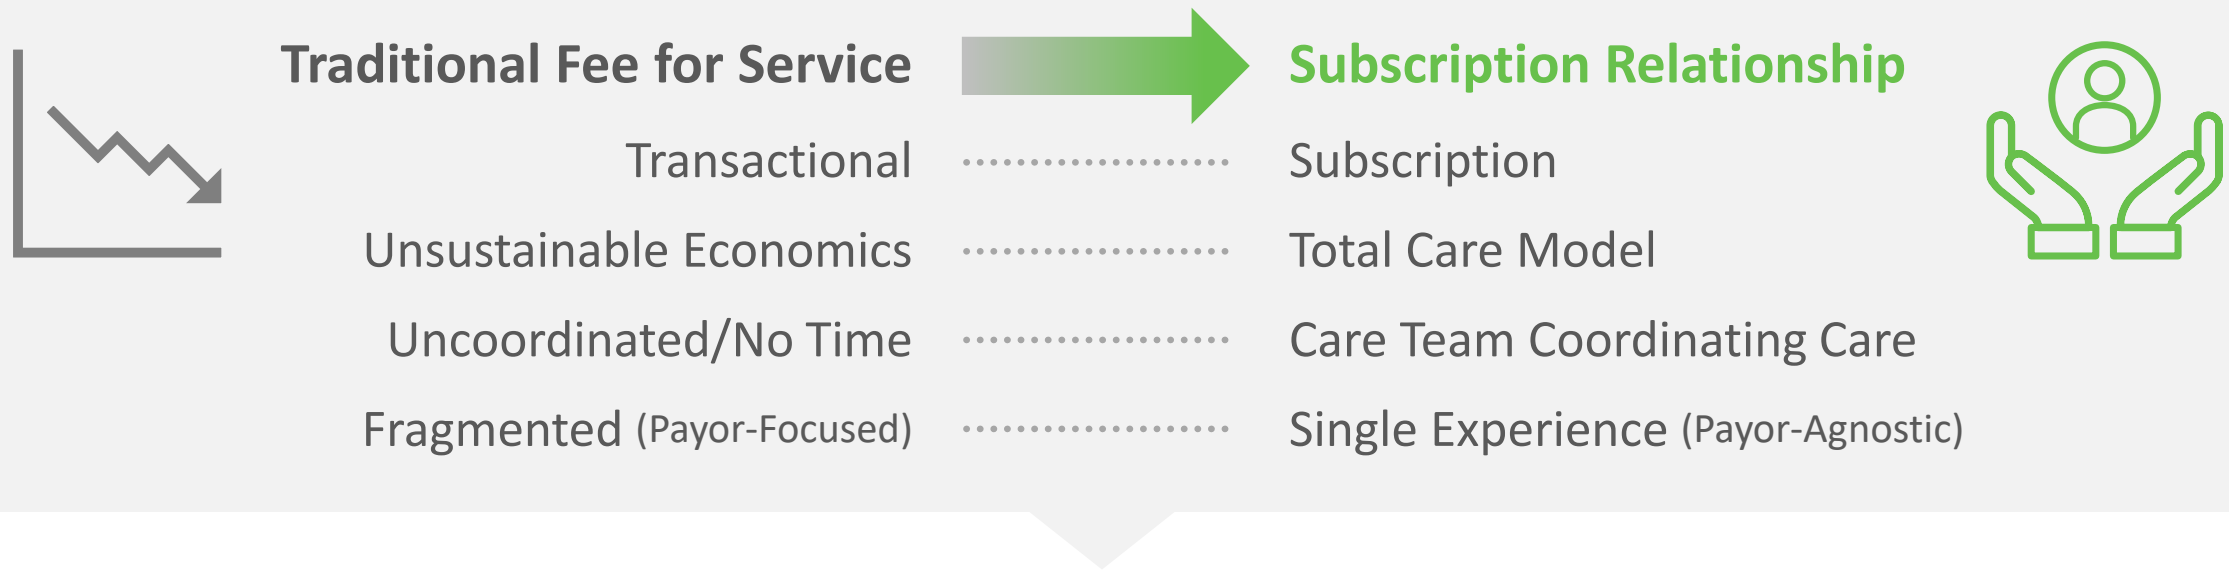 Traditional Fee for Service Subscription Relationship
Transactional Subscription
Unsustainable Economics Total Care Model
Uncoordinated/No Time Care Team Coordinating Care
Fragmented (Payor-Focused) Single Experience (Payor-Agnostic)